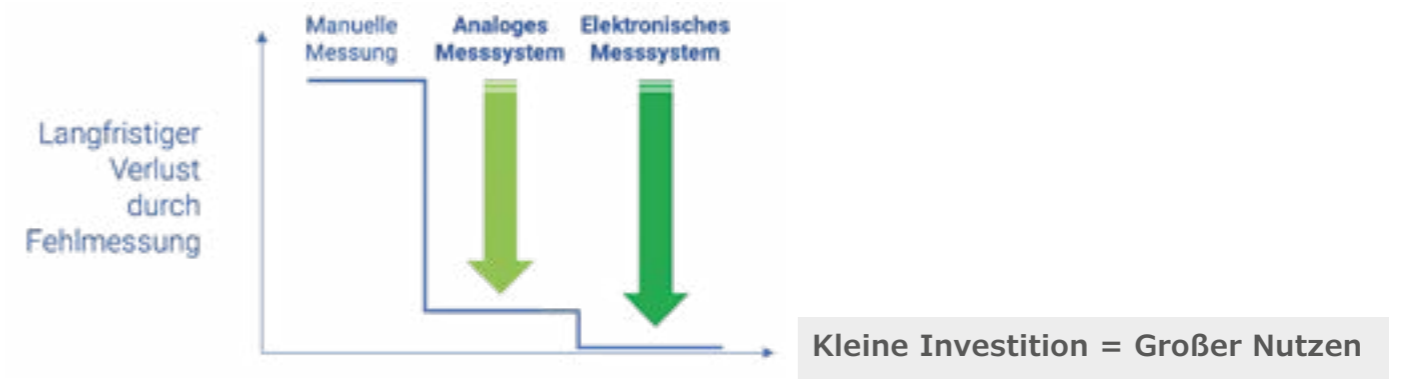 Manuelle
Messung
Analoges
Messsystem
Elektronisches
Messsystem
Langfristiger
Verlust
durch
Fehlmessung
Kleine Investition = Großer Nutzen